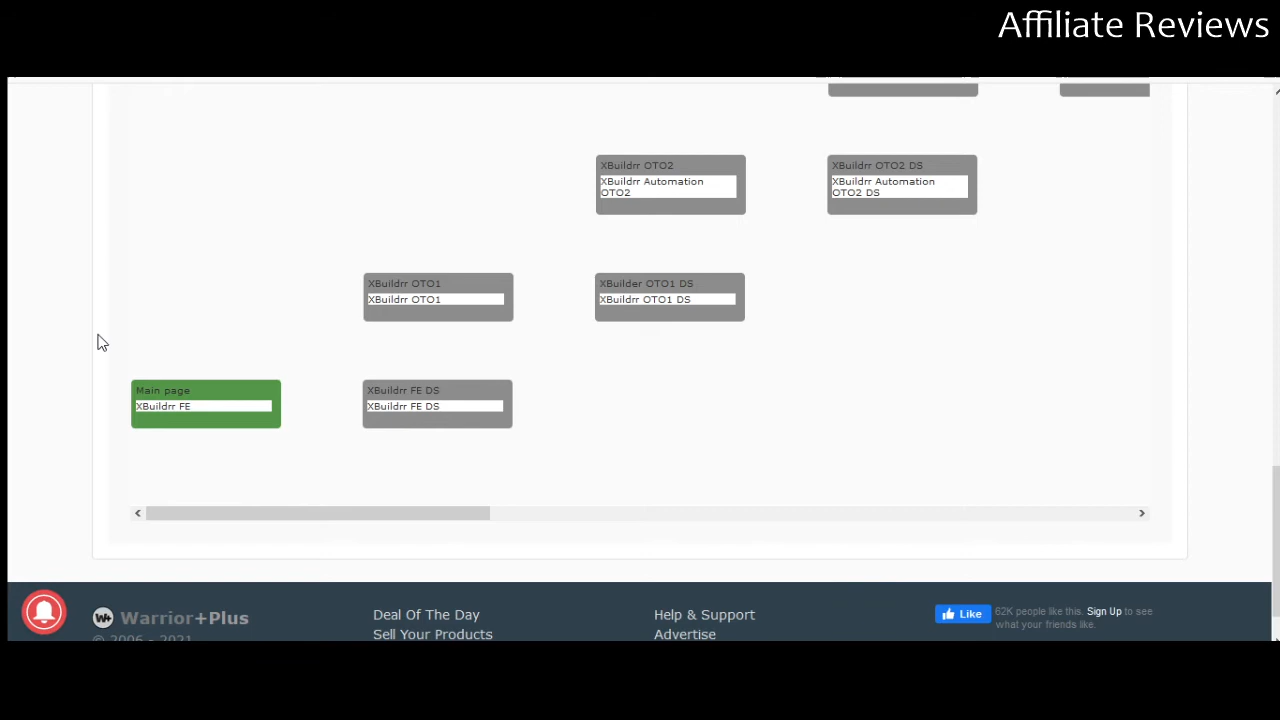 Affiliate Reviews
XBuildrr OTO2
XBuildrr Automation
OTO2
XBuildrr OTO2 DS
XBuildrr Automation
OTO2 DS
XBuildrr OTO1
XBuildrr OTO1
XBuilder OTO1 DS
XBuildrr OTO1 DS
Main page
XBuildrr FE
XBuildrr FE DS
XBuildrr FE DS
W+ Warrior+Plus
© 2006 - 2021
Deal Of The Day
Sell Your Products
Help & Support
Advertise
Like
62K people like this. Sign Up to see
what your friends like.